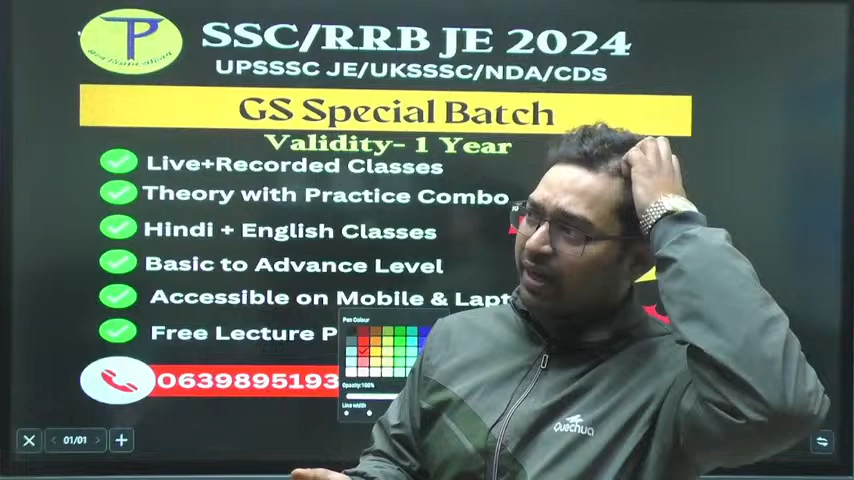 TP
SSC/RRB JE 2024
UPSSSC JE/UKSSSC/NDA/CDS
GS Special Batch
Validity- 1 Year
Live+Recorded Classes
Theory with Practice Combo
Hindi + English Classes
Basic to Advance Level
Accessible on Mobile & Lapt
Free Lecture P
0639895193
Pen Colour
Opacity:100%
Line width
01/01
Quechua